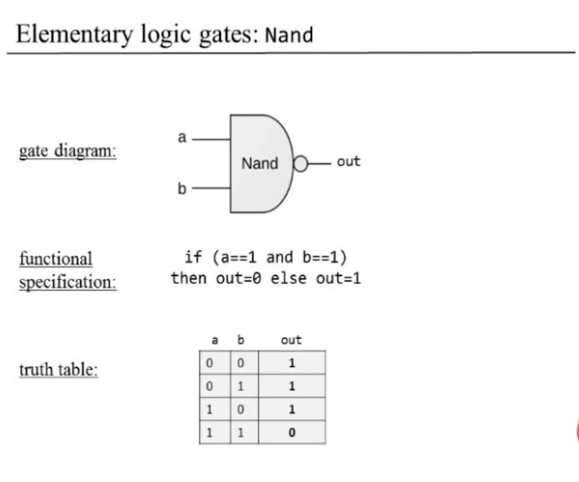 Elementary logic gates: Nand
gate diagram:
a
b
Nand
out
functional
specification:
if (a==1 and b==1)
then out=0 else out=1
truth table:
a b out
0 0 1
0 1 1
1 0 1
1 1 0